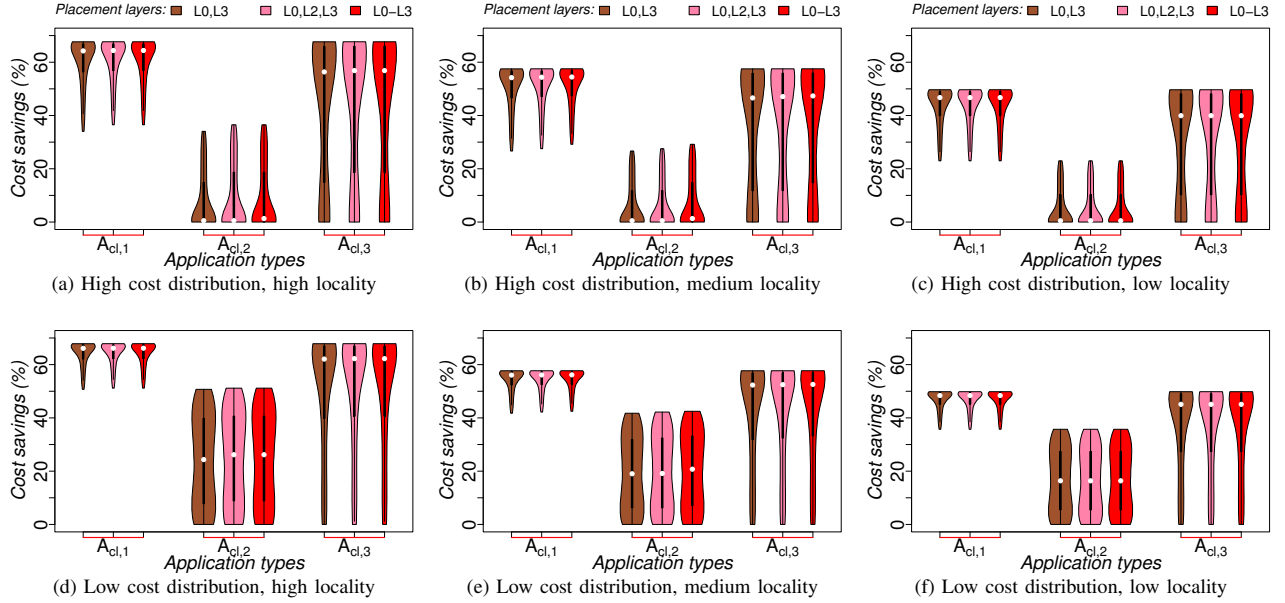 Placement layers: L0,L3 L0,L2,L3 L0−L3
Placement layers: L0,L3 L0,L2,L3 L0−L3
Placement layers: L0,L3 L0,L2,L3 L0−L3
Cost savings (%)
0 20 40 60
Acl,1 Acl,2 Acl,3
Application types
(a) High cost distribution, high locality
Cost savings (%)
0 20 40 60
Acl,1 Acl,2 Acl,3
Application types
(b) High cost distribution, medium locality
Cost savings (%)
0 20 40 60
Acl,1 Acl,2 Acl,3
Application types
(c) High cost distribution, low locality
Cost savings (%)
0 20 40 60
Acl,1 Acl,2 Acl,3
Application types
(d) Low cost distribution, high locality
Cost savings (%)
0 20 40 60
Acl,1 Acl,2 Acl,3
Application types
(e) Low cost distribution, medium locality
Cost savings (%)
0 20 40 60
Acl,1 Acl,2 Acl,3
Application types
(f) Low cost distribution, low locality